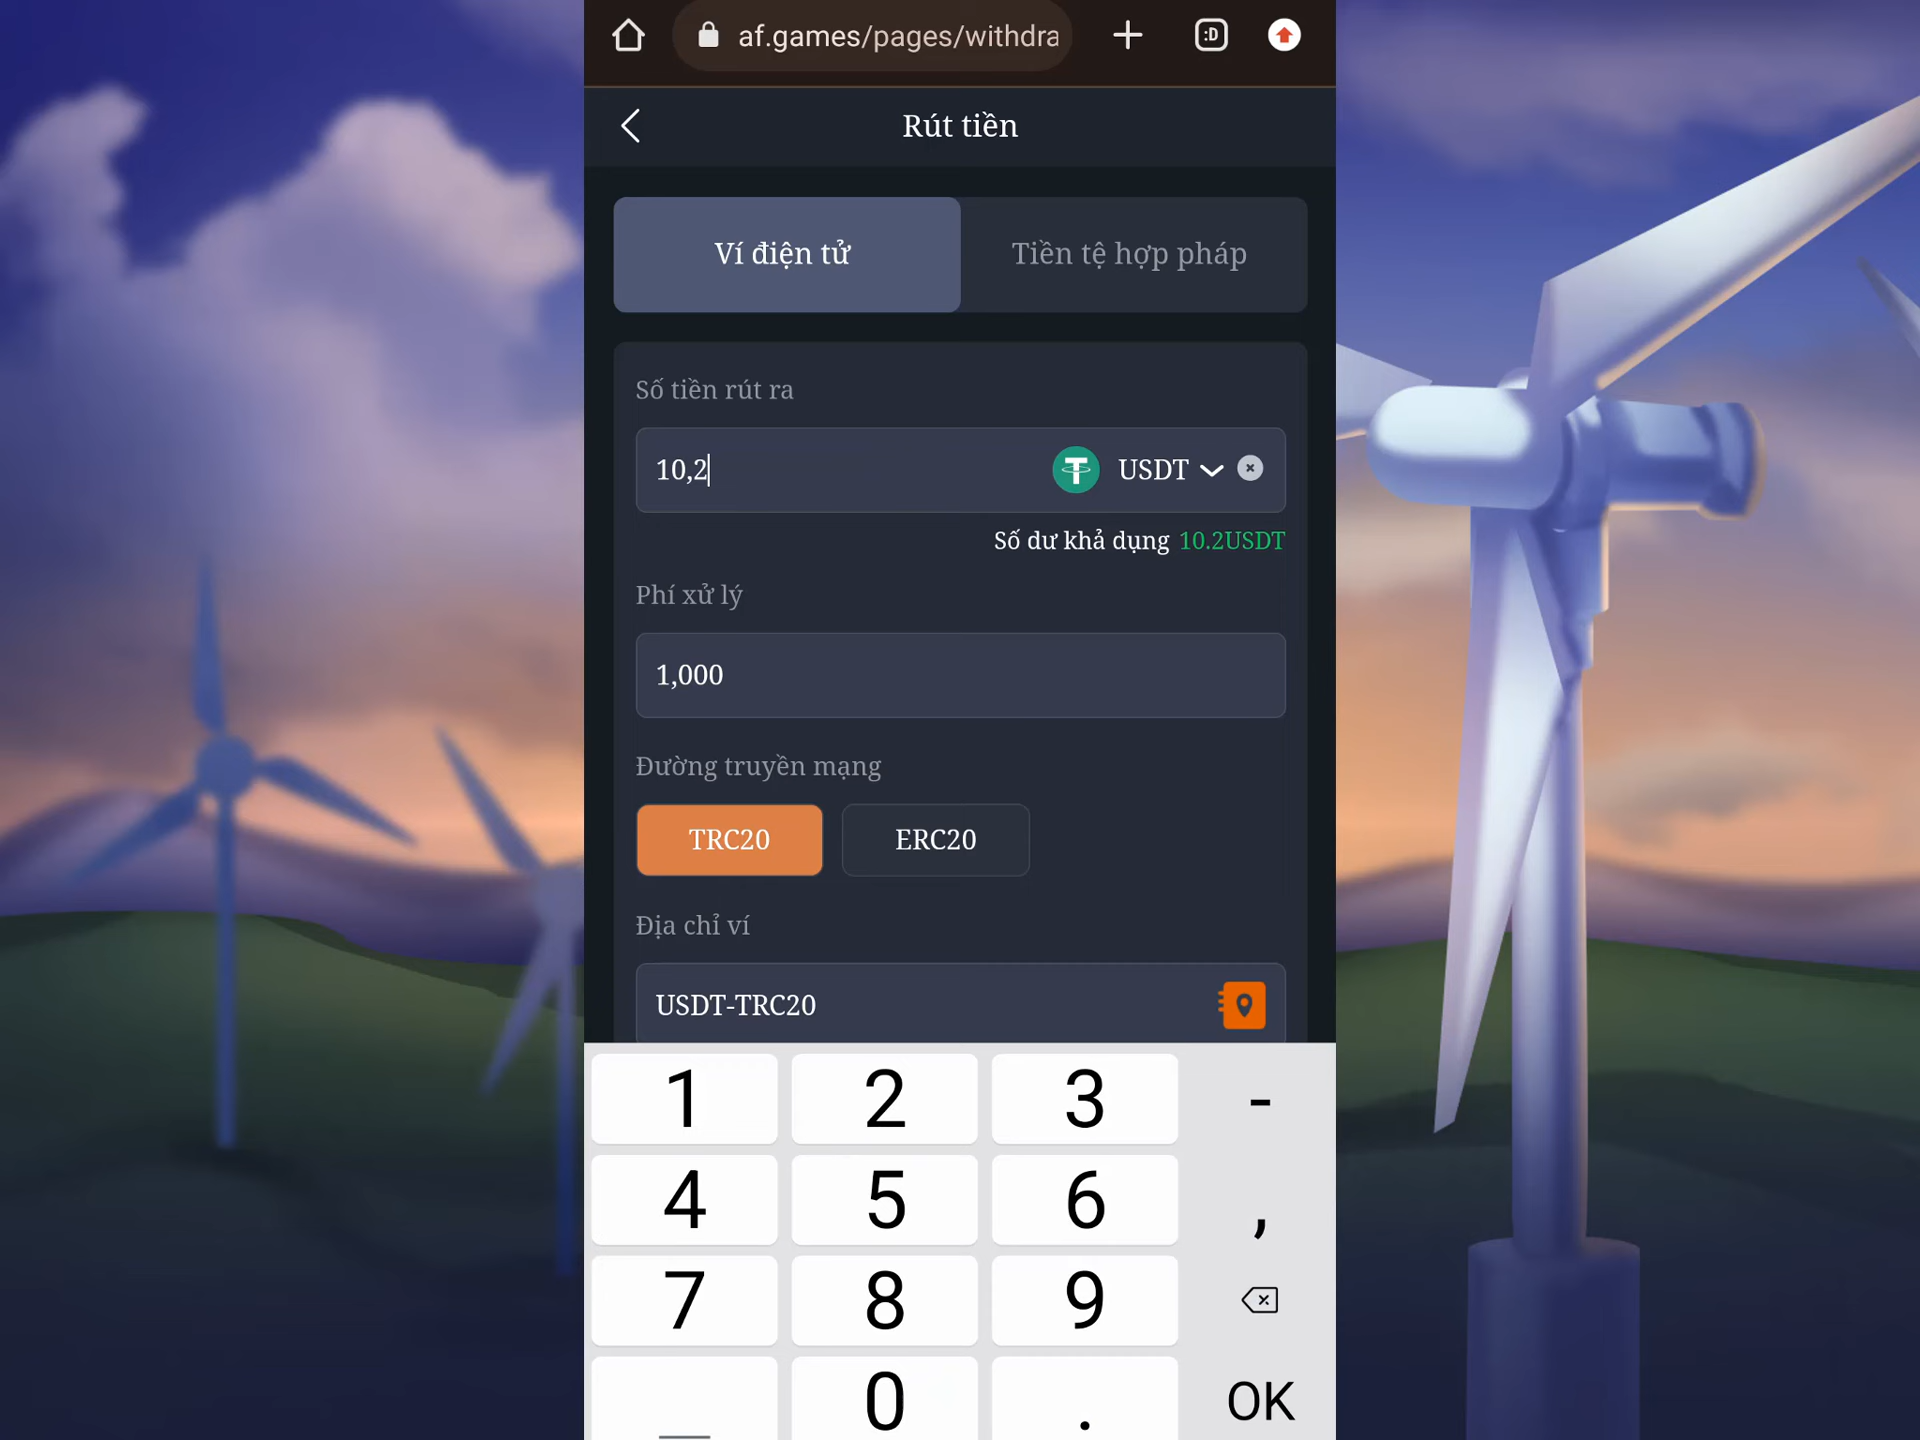 af.games/pages/withdra
:D
Rút tiền
Ví điện tử
Tiền tệ hợp pháp
Số tiền rút ra
10,2
USDT
Số dư khả dụng 10.2USDT
Phí xử lý
1,000
Đường truyền mạng
TRC20
ERC20
Địa chỉ ví
USDT-TRC20
1 2 3 -
4 5 6 ,
7 8 9
0 . OK